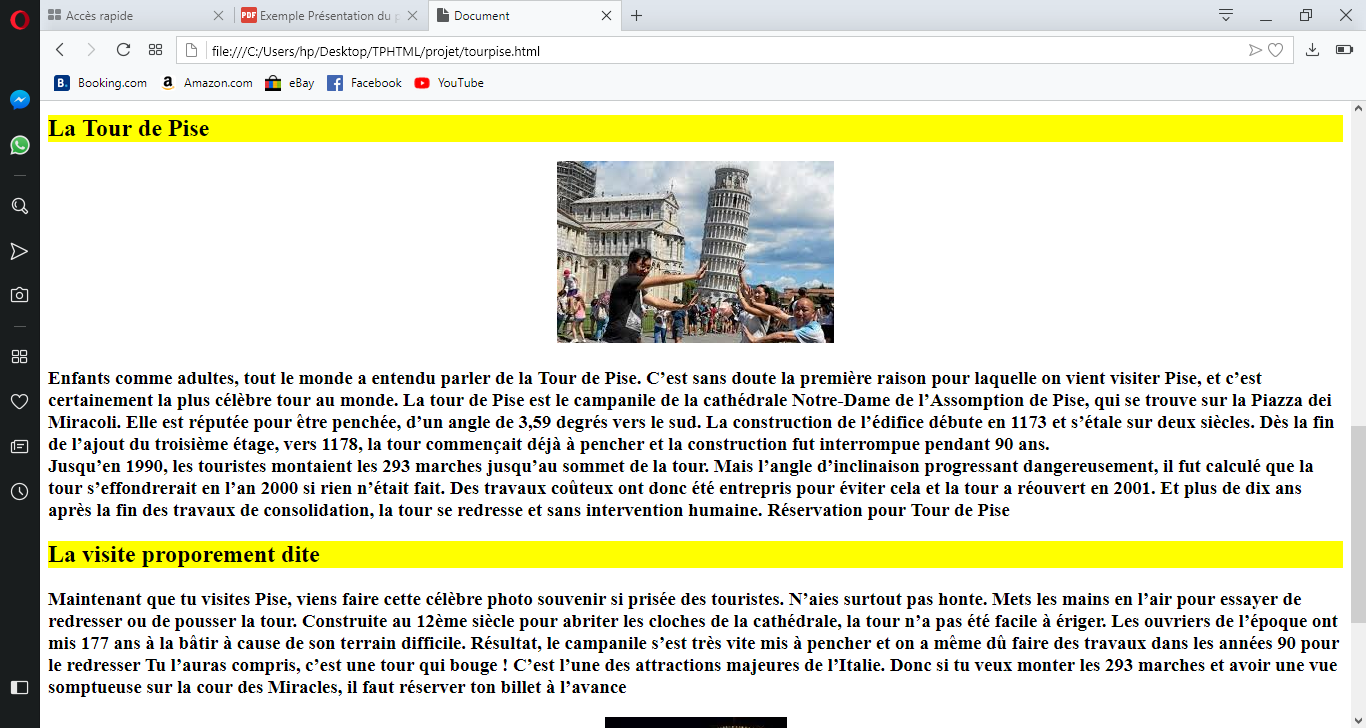 Accès rapide
PDF Exemple Présentation du p
Document
file:///C:/Users/hp/Desktop/TPHTML/projet/tourpise.html
B. Booking.com
a Amazon.com
eBay
Facebook
YouTube
La Tour de Pise
Enfants comme adultes, tout le monde a entendu parler de la Tour de Pise. C’est sans doute la première raison pour laquelle on vient visiter Pise, et c’est
certainement la plus célèbre tour au monde. La tour de Pise est le campanile de la cathédrale Notre-Dame de l’Assomption de Pise, qui se trouve sur la Piazza dei
Miracoli. Elle est réputée pour être penchée, d’un angle de 3,59 degrés vers le sud. La construction de l’édifice débute en 1173 et s’étale sur deux siècles. Dès la fin
de l’ajout du troisième étage, vers 1178, la tour commençait déjà à pencher et la construction fut interrompue pendant 90 ans.
Jusqu’en 1990, les touristes montaient les 293 marches jusqu’au sommet de la tour. Mais l’angle d’inclinaison progressant dangereusement, il fut calculé que la
tour s’effondrerait en l’an 2000 si rien n’était fait. Des travaux coûteux ont donc été entrepris pour éviter cela et la tour a réouvert en 2001. Et plus de dix ans
après la fin des travaux de consolidation, la tour se redresse et sans intervention humaine. Réservation pour Tour de Pise
La visite proporement dite
Maintenant que tu visites Pise, viens faire cette célèbre photo souvenir si prisée des touristes. N’aies surtout pas honte. Mets les mains en l’air pour essayer de
redresser ou de pousser la tour. Construite au 12ème siècle pour abriter les cloches de la cathédrale, la tour n’a pas été facile à ériger. Les ouvriers de l’époque ont
mis 177 ans à la bâtir à cause de son terrain difficile. Résultat, le campanile s’est très vite mis à pencher et on a même dû faire des travaux dans les années 90 pour
le redresser Tu l’auras compris, c’est une tour qui bouge ! C’est l’une des attractions majeures de l’Italie. Donc si tu veux monter les 293 marches et avoir une vue
somptueuse sur la cour des Miracles, il faut réserver ton billet à l’avance